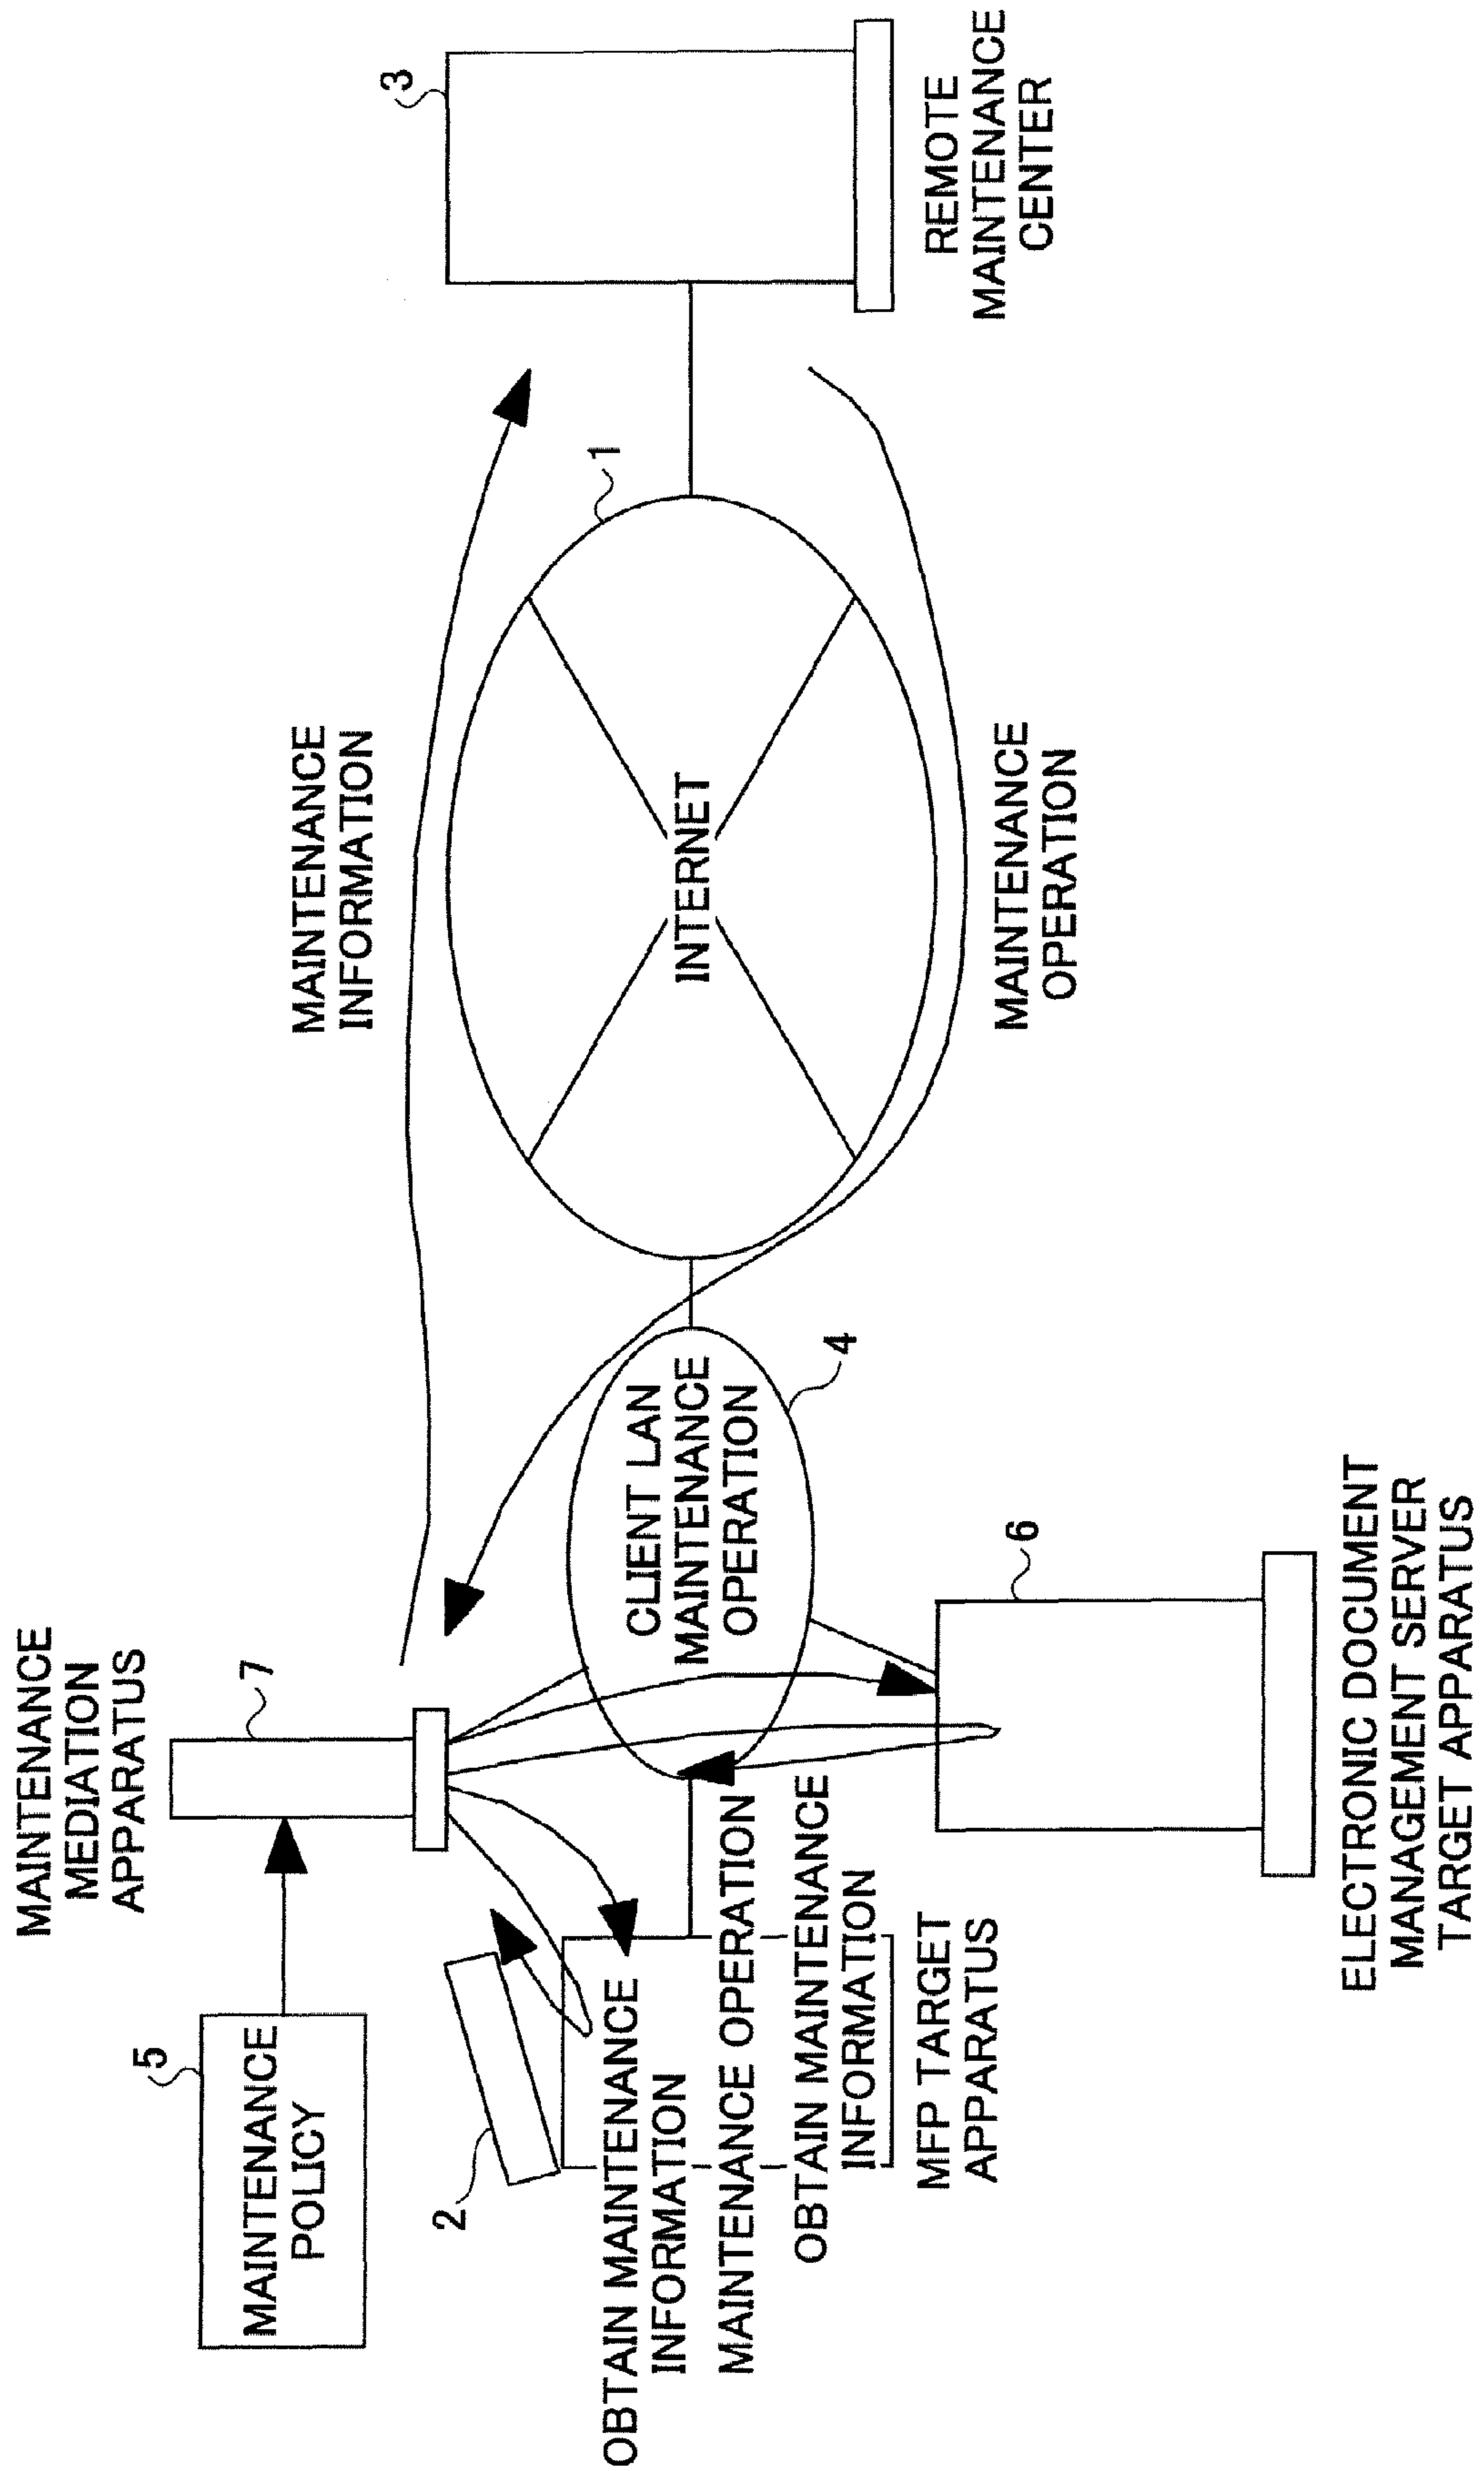 MAINTENANCE
MEDIATION
APPARATUS
7
5
MAINTENANCE
POLICY
MAINTENANCE
INFORMATION
3
1
INTERNET
2
4
CLIENT LAN
MAINTENANCE
OPERATION
OBTAIN MAINTENANCE
INFORMATION
MAINTENANCE OPERATION
OBTAIN MAINTENANCE
INFORMATION
MFP TARGET
APPARATUS
6
MAINTENANCE
OPERATION
REMOTE
MAINTENANCE
CENTER
ELECTRONIC DOCUMENT
MANAGEMENT SERVER
TARGET APPARATUS